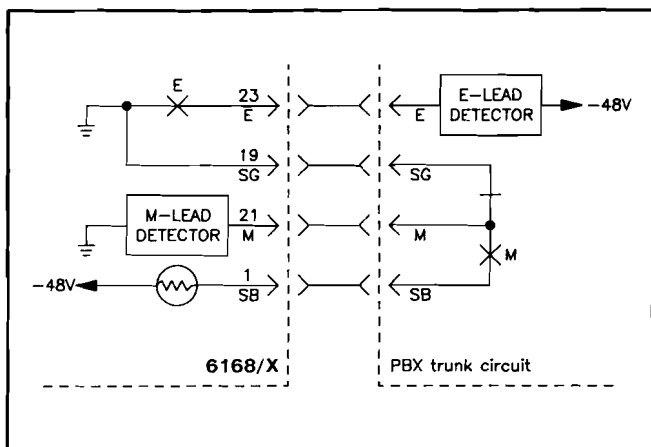 E
23
E
E
E-LEAD
DETECTOR
-48V
19
SG
SG
M-LEAD
DETECTOR
21
M
M
M
-48V
1
SB
SB
6168/X
PBX trunk circuit